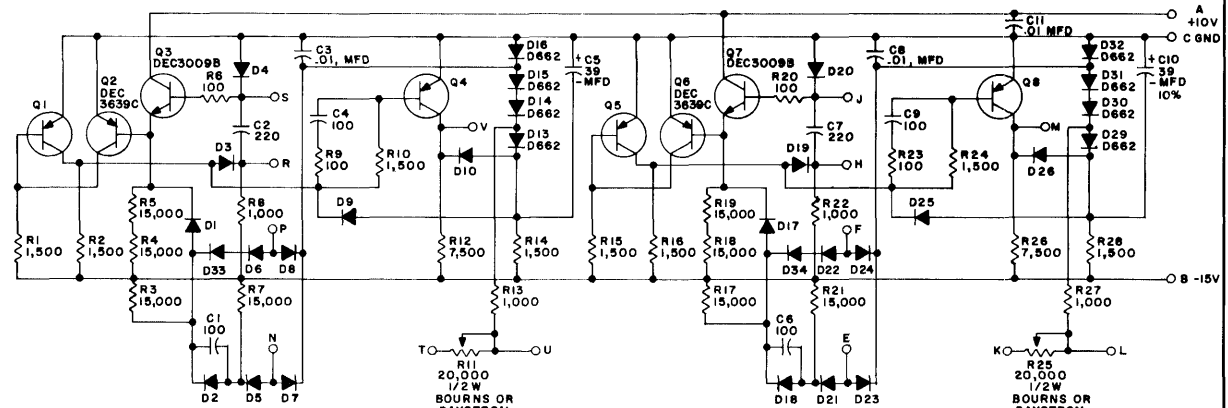 A
+10V
C11
.01 MFD
C GND
Q3
DEC3009B
R6
100
D4
C3
.01, MFD
Q4
D16
D662
D15
D662
D14
D662
D13
D662
+
C5
39
-MFD
Q1
Q2
DEC
3639C
S
C2
220
D3
R
C4
100
R9
100
R10
1,500
V
D10
D9
R5
15,000
R4
15,000
D1
R8
1,000
P
R1
1,500
R2
1,500
D33
D6
D8
R12
7,500
R14
1,500
R3
15,000
R7
15,000
R13
1,000
C1
100
N
D2
D5
D7
T
U
R11
20,000
1/2W
BOURNS OR
Q7
DEC3009B
R20
100
D20
C8
.01, MFD
Q8
D32
D662
D31
D662
D30
D662
D29
D662
+
C10
39
-MFD
10%
Q5
Q6
DEC
3639C
J
C7
220
D19
H
C9
100
R23
100
R24
1,500
M
D26
D25
R19
15,000
R18
15,000
D17
R22
1,000
F
R15
1,500
R16
1,500
D34
D22
D24
R26
7,500
R28
1,500
B -15V
R17
15,000
R21
15,000
R27
1,000
C6
100
E
D18
D21
D23
K
L
R25
20,000
1/2W
BOURNS OR